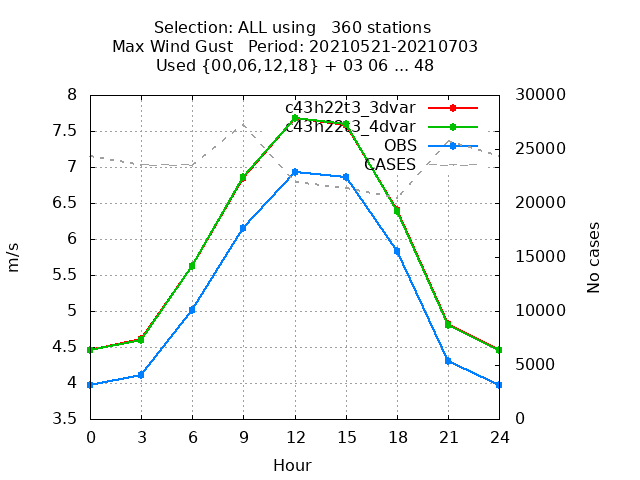 Selection: ALL using   360 stations
Max Wind Gust   Period: 20210521-20210703
Used {00,06,12,18} + 03 06 ... 48
8
7.5
7
6.5
6
5.5
5
4.5
4
3.5
m/s
c43h22t3_3dvar
c43h22t3_4dvar
OBS
CASES
30000
25000
20000
15000
10000
5000
0
No cases
0 3 6 9 12 15 18 21 24
Hour